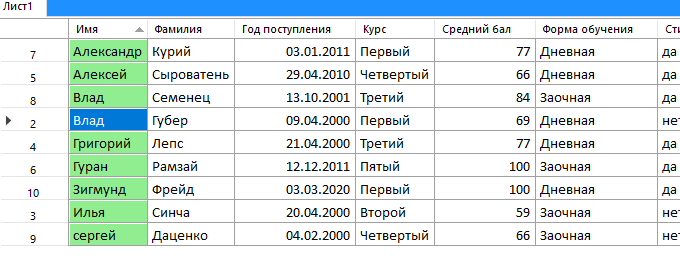 Лист1
Имя Фамилия Год поступления Курс Средний бал Форма обучения Сти
7 Александр Курий 03.01.2011 Первый 77 Дневная да
5 Алексей Сыроватень 29.04.2010 Четвертый 66 Дневная да
8 Влад Семенец 13.10.2001 Третий 84 Заочная да
2 Влад Губер 09.04.2000 Первый 69 Дневная нет
4 Григорий Лепс 21.04.2000 Третий 77 Дневная да
6 Гуран Рамзай 12.12.2011 Пятый 100 Заочная да
10 Зигмунд Фрейд 03.03.2020 Первый 100 Дневная да
3 Илья Синча 20.04.2000 Второй 59 Заочная нет
9 сергей Даценко 04.02.2000 Четвертый 66 Заочная да